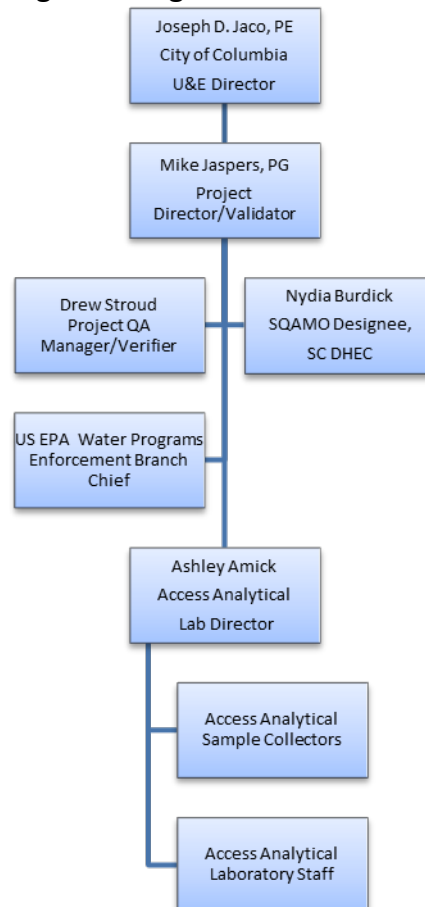 Joseph D. Jaco, PE
City of Columbia
U&E Director
Mike Jaspers, PG
Project
Director/Validator
Drew Stroud
Project QA
Manager/Verifier
Nydia Burdick
SQAMO Designee,
SC DHEC
US EPA Water Programs
Enforcement Branch
Chief
Ashley Amick
Access Analytical
Lab Director
Access Analytical
Sample Collectors
Access Analytical
Laboratory Staff